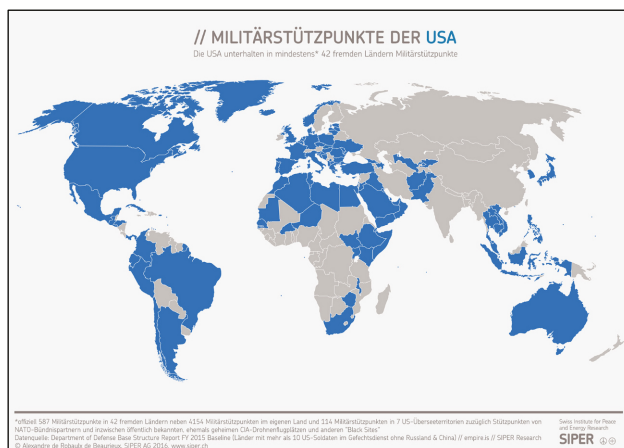 // MILITÄRSTÜTZPUNKTE DER USA
Die USA unterhalten in mindestens* 42 fremden Ländern Militärstützpunkte
*offiziell 587 Militärstützpunkte in 42 fremden Ländern neben 4154 Militärstützpunkten im eigenen Land und 114 Militärstützpunkten in 7 US-Überseeterritorien zuzüglich Stützpunkten von
NATO-Bündnispartnern und inzwischen öffentlich bekannten, ehemals geheimen CIA-Drohnenflugplätzen und anderen "Black Sites"
Datenquelle: Department of Defense Base Structure Report FY 2015 Baseline (Länder mit mehr als 10 US-Soldaten im Gefechtsdienst ohne Russland & China) // empire.is // SIPER Research
© Alexandre de Robaulx de Beaurieux, SIPER AG 2016, www.siper.ch
Swiss Institute for Peace
and Energy Research
SIPER